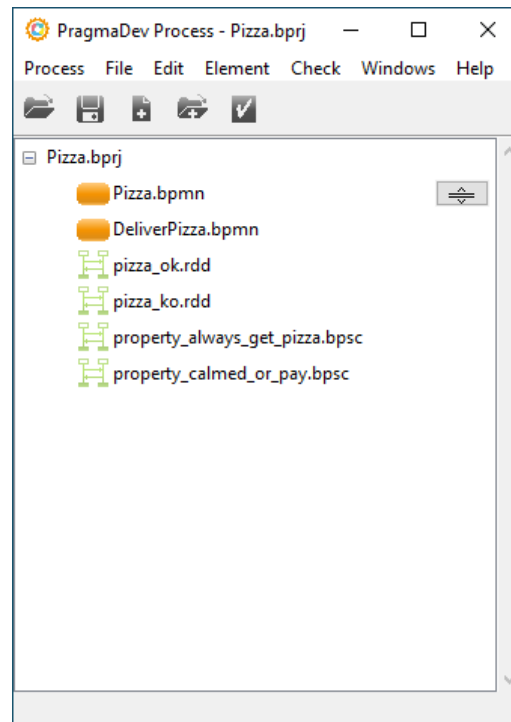 PragmaDev Process - Pizza.bprj
Process File Edit Element Check Windows Help
Pizza.bprj
Pizza.bpmn
DeliverPizza.bpmn
pizza_ok.rdd
pizza_ko.rdd
property_always_get_pizza.bpsc
property_calmed_or_pay.bpsc